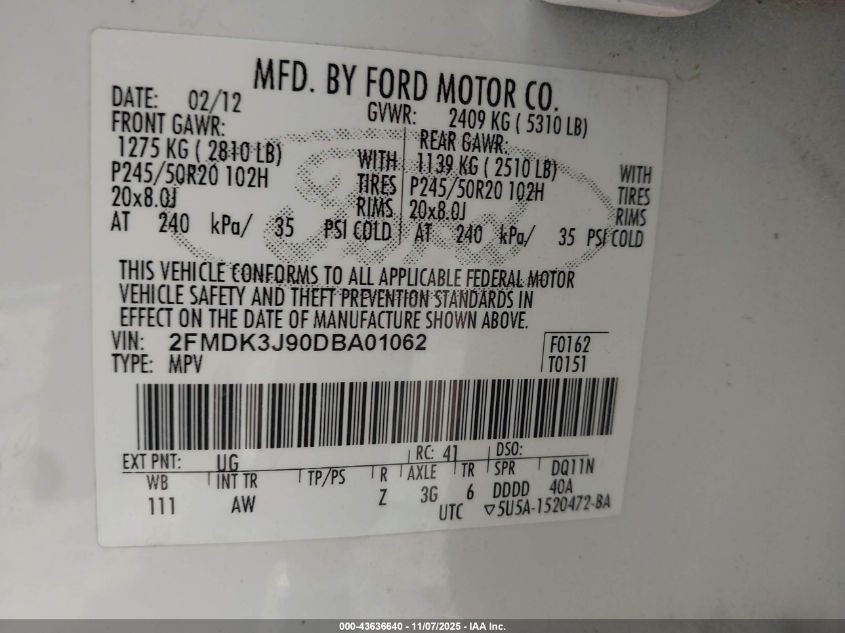 MFD. BY FORD MOTOR CO.
DATE: 02/12 GVWR: 2409 KG ( 5310 LB)
FRONT GAWR: REAR GAWR:
1275 KG ( 2810 LB) WITH 1139 KG ( 2510 LB) WITH
P245/50R20 102H TIRES P245/50R20 102H TIRES
20x8.0J RIMS 20x8.0J RIMS
AT 240 kPa/ 35 PSI COLD AT 240 kPa/ 35 PSI COLD
Ford
THIS VEHICLE CONFORMS TO ALL APPLICABLE FEDERAL MOTOR
VEHICLE SAFETY AND THEFT PREVENTION STANDARDS IN
EFFECT ON THE DATE OF MANUFACTURE SHOWN ABOVE.
VIN: 2FMDK3J90DBA01062 F0162
TYPE: MPV T0151
EXT PNT: UG RC: 41 DSO:
WB INT TR TP/PS R AXLE TR SPR DQ11N
111 AW Z 3G 6 DDDD 40A
UTC ▽5U5A-1520472-BA
000-43636640 - 11/07/2025 - IAA Inc.